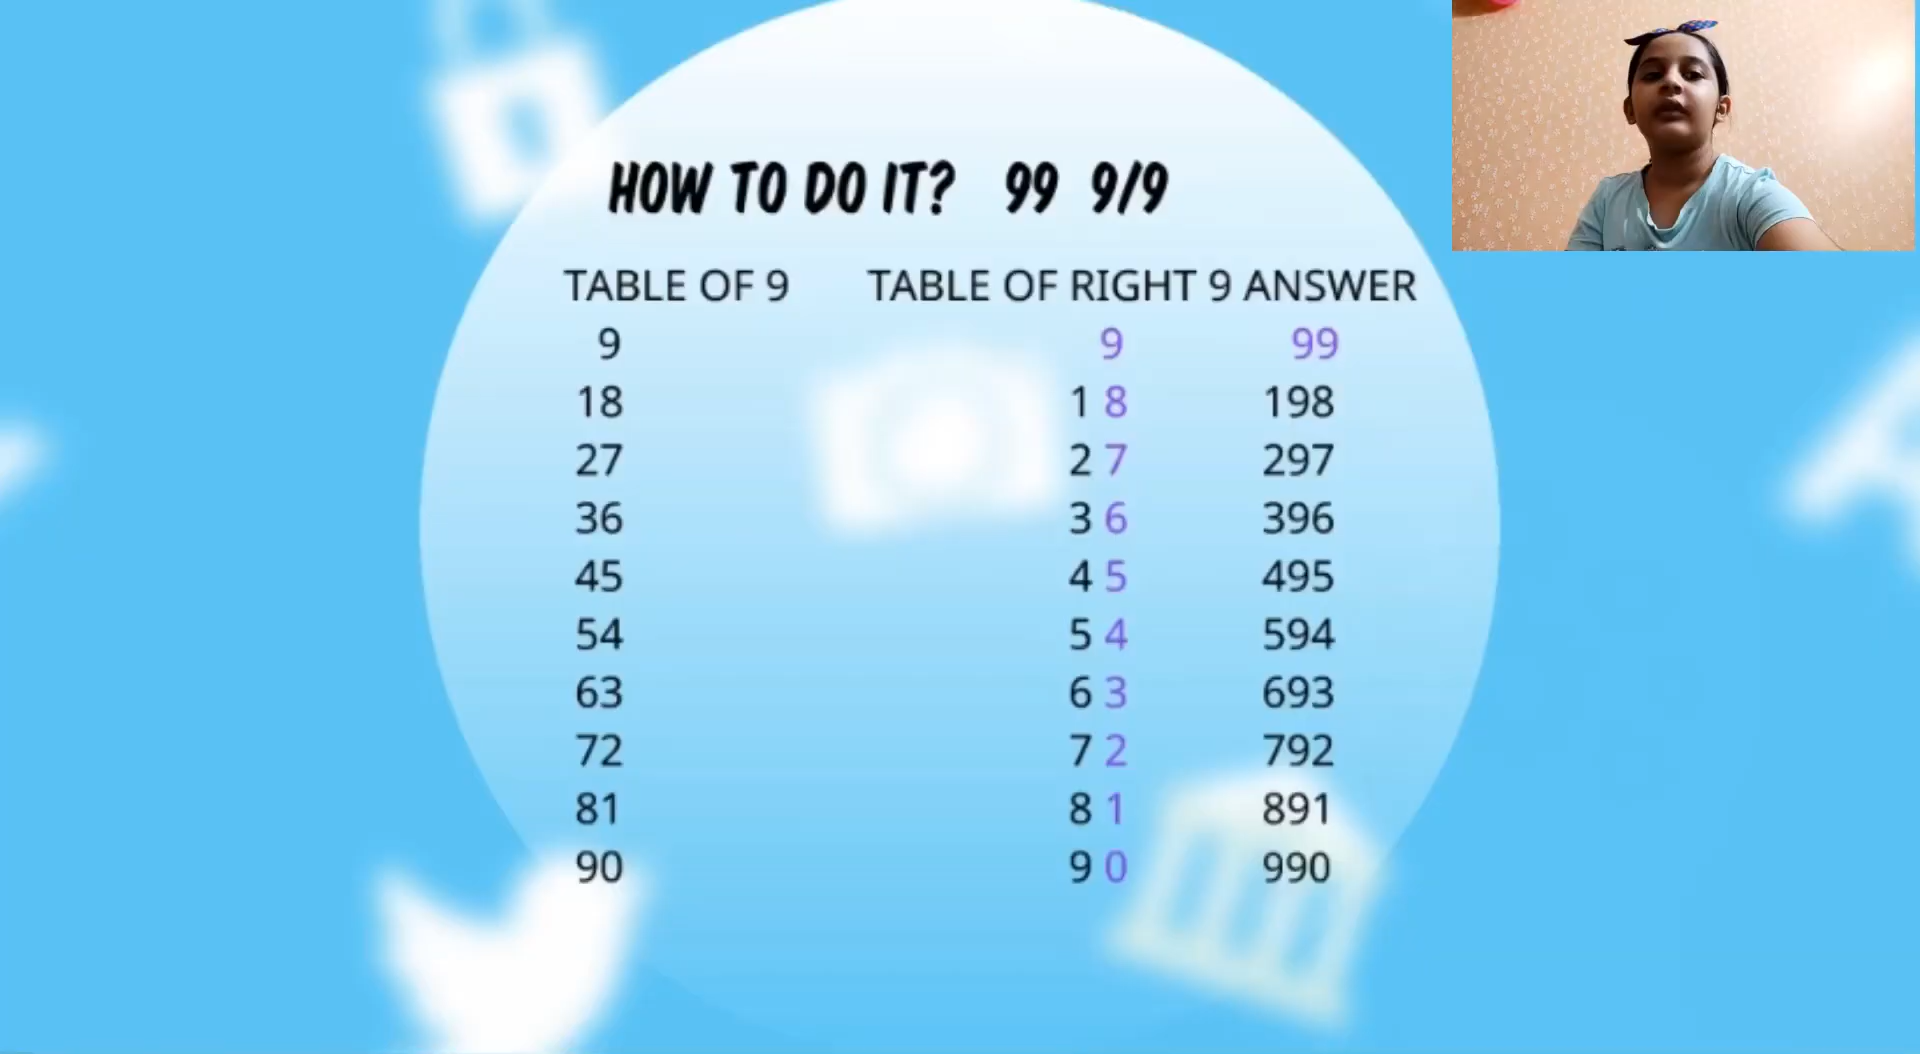 HOW TO DO IT? 99 9/9
TABLE OF 9 TABLE OF RIGHT 9 ANSWER
9 9 99
18 1 8 198
27 2 7 297
36 3 6 396
45 4 5 495
54 5 4 594
63 6 3 693
72 7 2 792
81 8 1 891
90 9 0 990